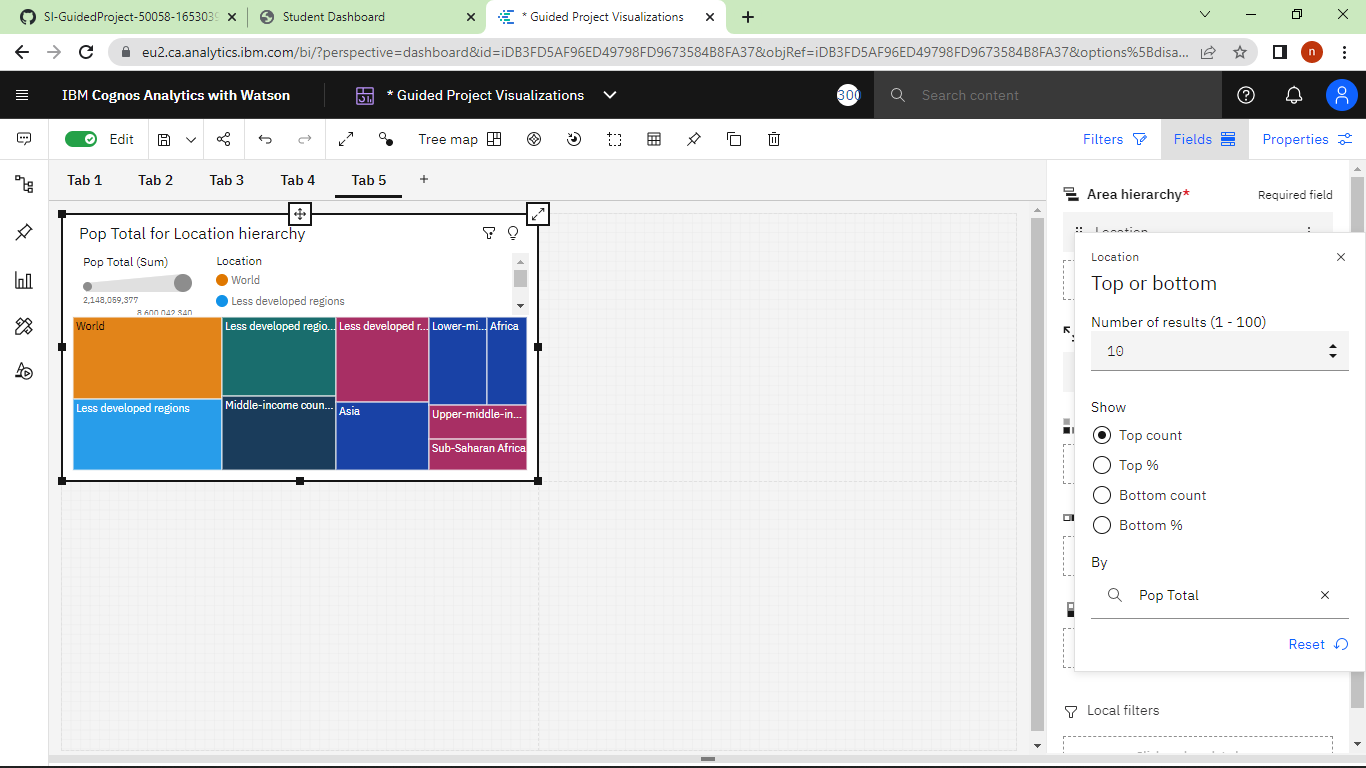 SI-GuidedProject-50058-1653039
Student Dashboard
* Guided Project Visualizations
eu2.ca.analytics.ibm.com/bi/?perspective=dashboard&id=iDB3FD5AF96ED49798FD9673584B8FA37&objRef=iDB3FD5AF96ED49798FD9673584B8FA37&options%5Bdisa...
n
IBM Cognos Analytics with Watson
* Guided Project Visualizations
300
Search content
Edit
Tree map
Filters
Fields
Properties
Tab 1
Tab 2
Tab 3
Tab 4
Tab 5
Area hierarchy*
Required field
Location
Pop Total for Location hierarchy
Pop Total (Sum)
2,148,059,377
8,600,042,340
Location
World
Less developed regions
World
Less developed regio...
Less developed r...
Lower-mi...
Africa
Less developed regions
Middle-income coun...
Asia
Upper-middle-in...
Sub-Saharan Africa
Location
Top or bottom
Number of results (1 - 100)
10
Show
Top count
Top %
Bottom count
Bottom %
By
Pop Total
Reset
Local filters